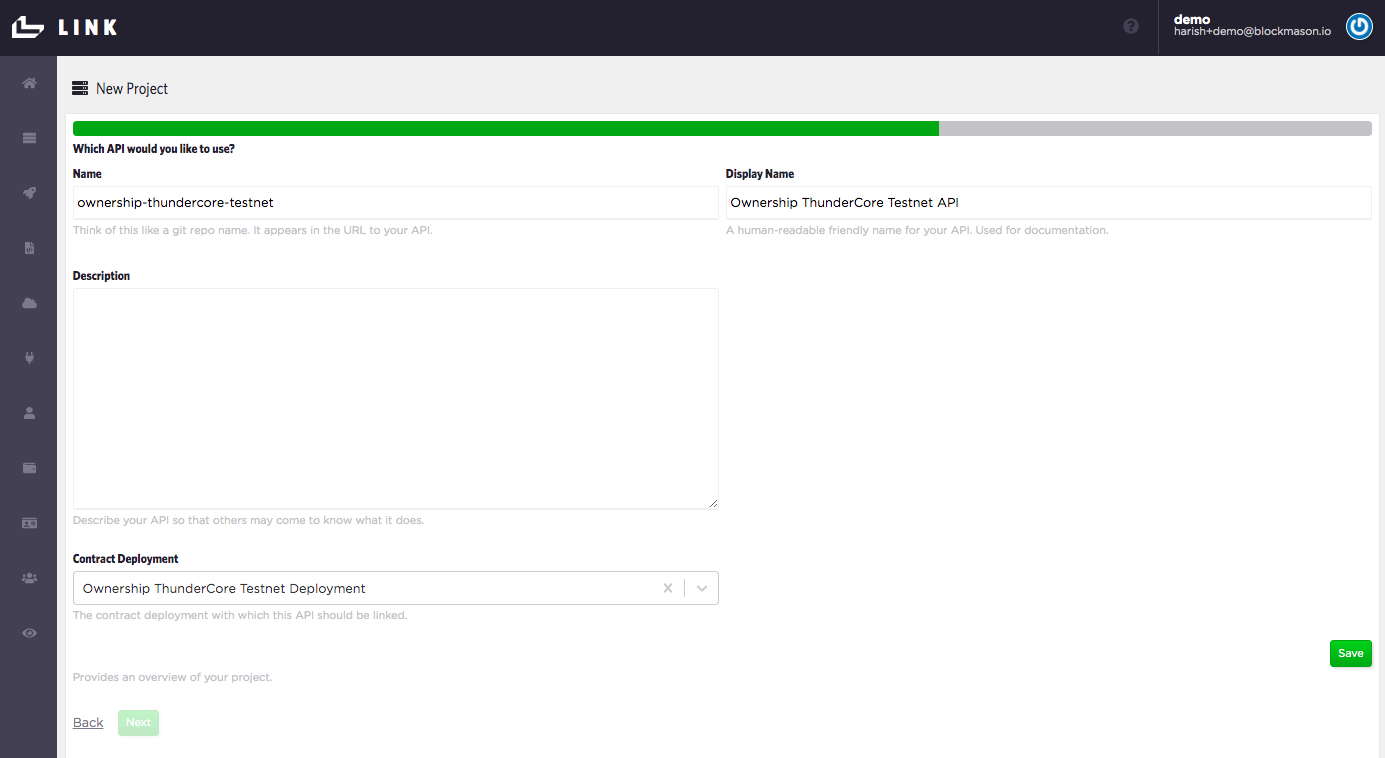 LINK
demo
harish+demo@blockmason.io
New Project
Which API would you like to use?
Name
Display Name
ownership-thundercore-testnet
Ownership ThunderCore Testnet API
Think of this like a git repo name. It appears in the URL to your API.
A human-readable friendly name for your API. Used for documentation.
Description
Describe your API so that others may come to know what it does.
Contract Deployment
Ownership ThunderCore Testnet Deployment
The contract deployment with which this API should be linked.
Save
Provides an overview of your project.
Back
Next